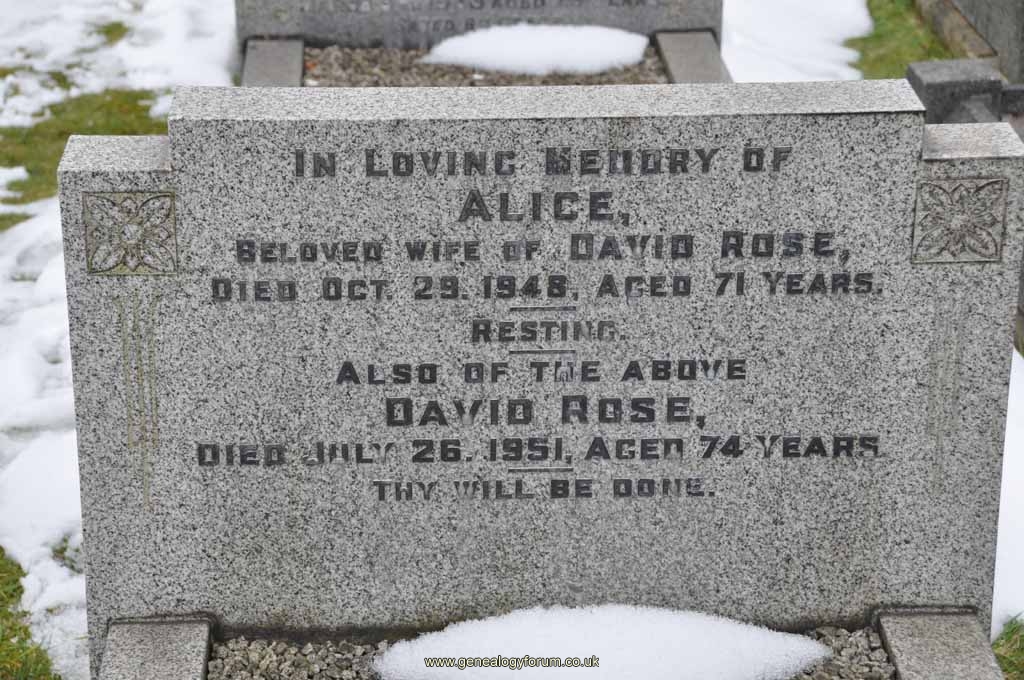 AGED
IN LOVING MEMORY OF
ALICE,
BELOVED WIFE OF DAVID ROSE,
DIED OCT. 29. 1948, AGED 71 YEARS.
RESTING.
ALSO OF THE ABOVE
DAVID ROSE,
DIED JULY 26. 1951, AGED 74 YEARS.
THY WILL BE DONE.
www.genealogyforum.co.uk